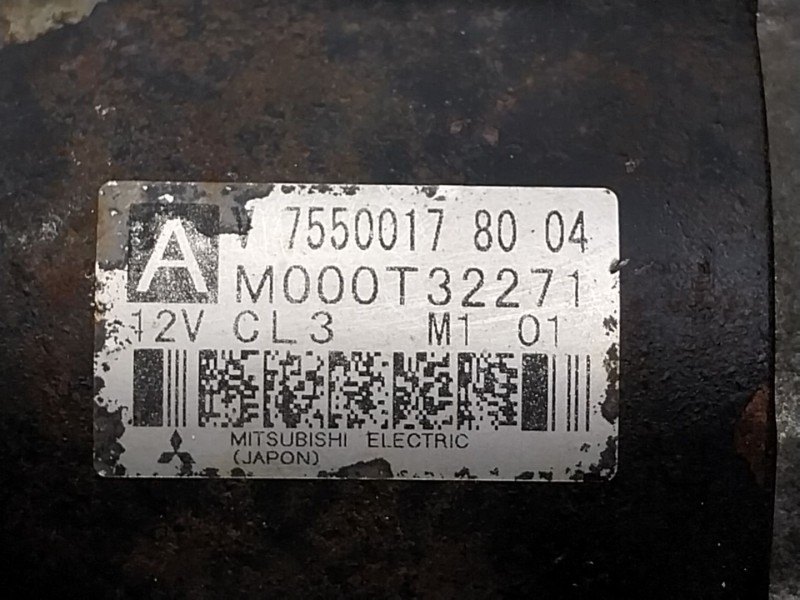 A
V 7550017 80 04
M000T32271
12V CL3 M1 01
MITSUBISHI ELECTRIC
(JAPON)